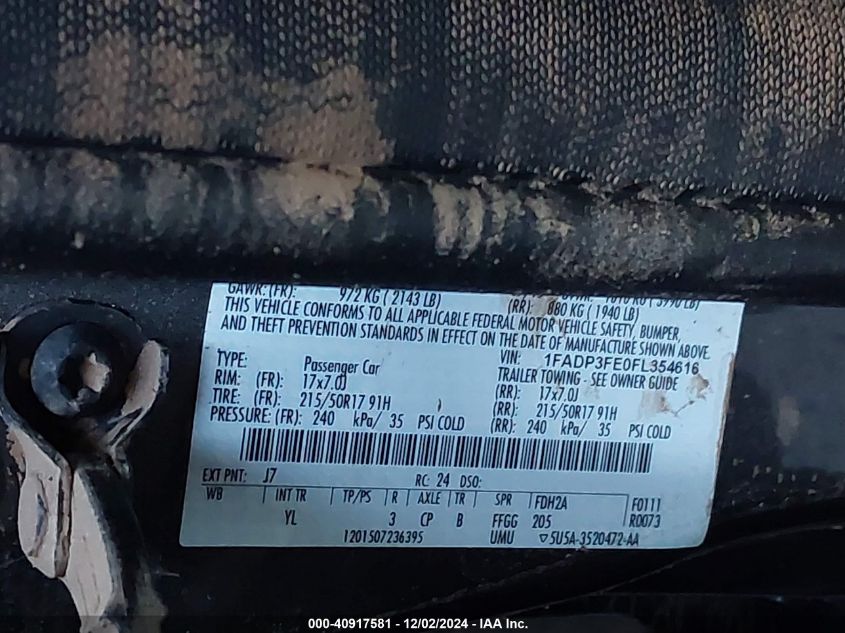 GAWR:(FR): 972 KG ( 2143 LB) (RR): 880 KG ( 1940 LB)
THIS VEHICLE CONFORMS TO ALL APPLICABLE FEDERAL MOTOR VEHICLE SAFETY, BUMPER,
AND THEFT PREVENTION STANDARDS IN EFFECT ON THE DATE OF MANUFACTURE SHOWN ABOVE.
VIN: 1FADP3FE0FL354616
TYPE: Passenger Car TRAILER TOWING - SEE OWNER GUIDE
RIM: (FR): 17x7.0J (RR): 17x7.0J
TIRE: (FR): 215/50R17 91H (RR): 215/50R17 91H
PRESSURE: (FR): 240 kPa/ 35 PSI COLD (RR): 240 kPa/ 35 PSI COLD
EXT PNT: J7 RC: 24 DSO:
WB INT TR TP/PS R AXLE TR SPR FDH2A F0111
YL 3 CP B FFGG 205 R0073
1201507236395 UMU ▽5U5A-3520472-AA
000-40917581 - 12/02/2024 - IAA Inc.